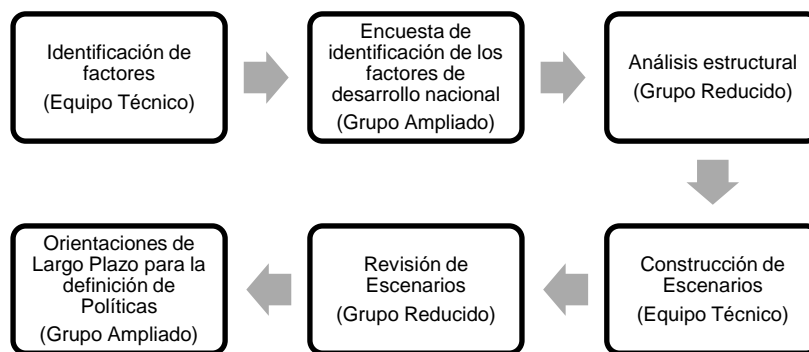 Identificación de
factores
(Equipo Técnico)
Encuesta de
identificación de los
factores de
desarrollo nacional
(Grupo Ampliado)
Análisis estructural
(Grupo Reducido)
Construcción de
Escenarios
(Equipo Técnico)
Revisión de
Escenarios
(Grupo Reducido)
Orientaciones de
Largo Plazo para la
definición de
Políticas
(Grupo Ampliado)